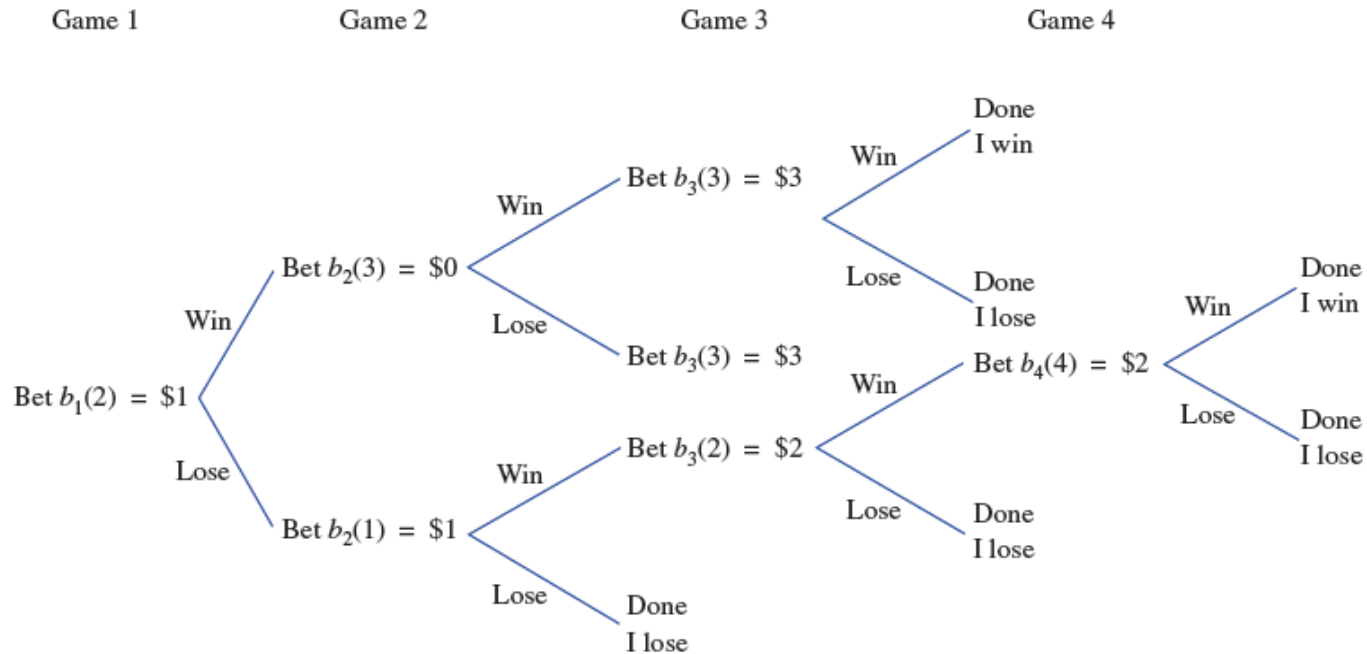 Game 1 Game 2 Game 3 Game 4
Done
I win
Win
Bet b₃(3) = $3
Win
Bet b₂(3) = $0
Lose
Done
I lose
Done
I win
Win
Win
Lose
Bet b₃(3) = $3
Bet b₄(4) = $2
Win
Bet b₁(2) = $1
Lose
Done
I lose
Bet b₃(2) = $2
Lose
Win
Lose
Done
I lose
Bet b₂(1) = $1
Lose
Done
I lose